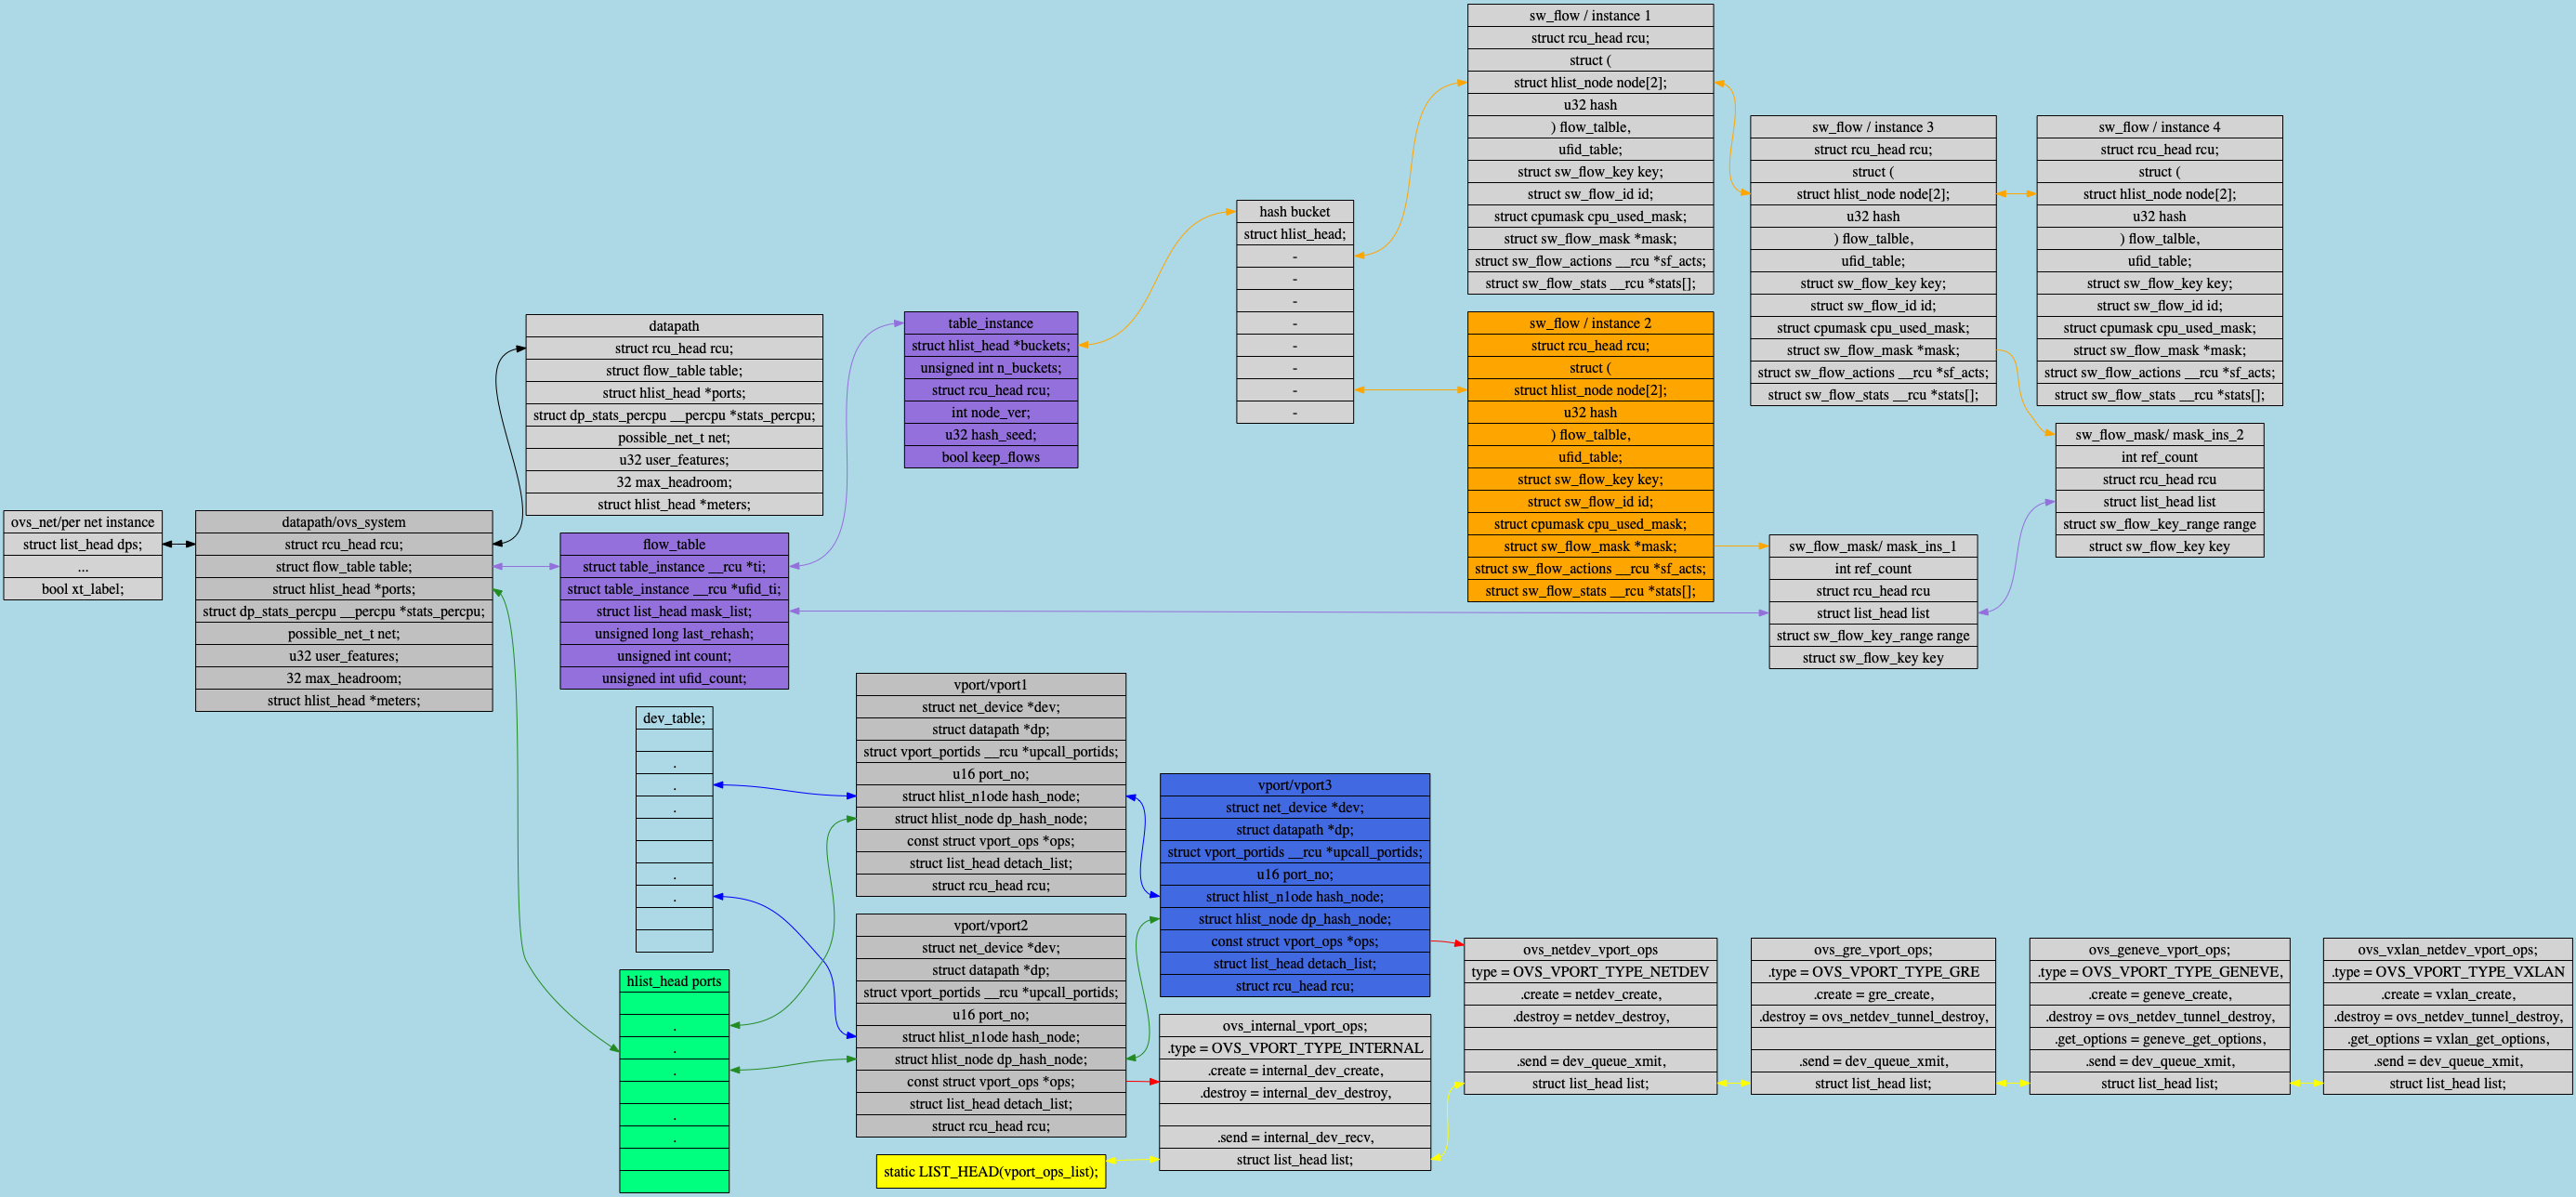 ovs_net/per net instance
struct list_head dps;
...
bool xt_label;
datapath/ovs_system
struct rcu_head rcu;
struct flow_table table;
struct hlist_head *ports;
struct dp_stats_percpu __percpu *stats_percpu;
possible_net_t net;
u32 user_features;
32 max_headroom;
struct hlist_head *meters;
datapath
struct rcu_head rcu;
struct flow_table table;
struct hlist_head *ports;
struct dp_stats_percpu __percpu *stats_percpu;
possible_net_t net;
u32 user_features;
32 max_headroom;
struct hlist_head *meters;
flow_table
struct table_instance __rcu *ti;
struct table_instance __rcu *ufid_ti;
struct list_head mask_list;
unsigned long last_rehash;
unsigned int count;
unsigned int ufid_count;
dev_table;
.
.
.
.
.
hlist_head ports
.
.
.
.
.
table_instance
struct hlist_head *buckets;
unsigned int n_buckets;
struct rcu_head rcu;
int node_ver;
u32 hash_seed;
bool keep_flows
vport/vport1
struct net_device *dev;
struct datapath *dp;
struct vport_portids __rcu *upcall_portids;
u16 port_no;
struct hlist_n1ode hash_node;
struct hlist_node dp_hash_node;
const struct vport_ops *ops;
struct list_head detach_list;
struct rcu_head rcu;
vport/vport2
struct net_device *dev;
struct datapath *dp;
struct vport_portids __rcu *upcall_portids;
u16 port_no;
struct hlist_n1ode hash_node;
struct hlist_node dp_hash_node;
const struct vport_ops *ops;
struct list_head detach_list;
struct rcu_head rcu;
static LIST_HEAD(vport_ops_list);
hash bucket
struct hlist_head;
-
-
-
-
-
-
-
-
vport/vport3
struct net_device *dev;
struct datapath *dp;
struct vport_portids __rcu *upcall_portids;
u16 port_no;
struct hlist_n1ode hash_node;
struct hlist_node dp_hash_node;
const struct vport_ops *ops;
struct list_head detach_list;
struct rcu_head rcu;
ovs_internal_vport_ops;
.type = OVS_VPORT_TYPE_INTERNAL
.create = internal_dev_create,
.destroy = internal_dev_destroy,
.send = internal_dev_recv,
struct list_head list;
sw_flow / instance 1
struct rcu_head rcu;
struct (
struct hlist_node node[2];
u32 hash
) flow_talble,
ufid_table;
struct sw_flow_key key;
struct sw_flow_id id;
struct cpumask cpu_used_mask;
struct sw_flow_mask *mask;
struct sw_flow_actions __rcu *sf_acts;
struct sw_flow_stats __rcu *stats[];
sw_flow / instance 2
struct rcu_head rcu;
struct (
struct hlist_node node[2];
u32 hash
) flow_talble,
ufid_table;
struct sw_flow_key key;
struct sw_flow_id id;
struct cpumask cpu_used_mask;
struct sw_flow_mask *mask;
struct sw_flow_actions __rcu *sf_acts;
struct sw_flow_stats __rcu *stats[];
sw_flow / instance 3
struct rcu_head rcu;
struct (
struct hlist_node node[2];
u32 hash
) flow_talble,
ufid_table;
struct sw_flow_key key;
struct sw_flow_id id;
struct cpumask cpu_used_mask;
struct sw_flow_mask *mask;
struct sw_flow_actions __rcu *sf_acts;
struct sw_flow_stats __rcu *stats[];
sw_flow / instance 4
struct rcu_head rcu;
struct (
struct hlist_node node[2];
u32 hash
) flow_talble,
ufid_table;
struct sw_flow_key key;
struct sw_flow_id id;
struct cpumask cpu_used_mask;
struct sw_flow_mask *mask;
struct sw_flow_actions __rcu *sf_acts;
struct sw_flow_stats __rcu *stats[];
sw_flow_mask/ mask_ins_1
int ref_count
struct rcu_head rcu
struct list_head list
struct sw_flow_key_range range
struct sw_flow_key key
sw_flow_mask/ mask_ins_2
int ref_count
struct rcu_head rcu
struct list_head list
struct sw_flow_key_range range
struct sw_flow_key key
ovs_netdev_vport_ops
type = OVS_VPORT_TYPE_NETDEV
.create = netdev_create,
.destroy = netdev_destroy,
.send = dev_queue_xmit,
struct list_head list;
ovs_gre_vport_ops;
.type = OVS_VPORT_TYPE_GRE
.create = gre_create,
.destroy = ovs_netdev_tunnel_destroy,
.send = dev_queue_xmit,
struct list_head list;
ovs_geneve_vport_ops;
.type = OVS_VPORT_TYPE_GENEVE,
.create = geneve_create,
.destroy = ovs_netdev_tunnel_destroy,
.get_options = geneve_get_options,
.send = dev_queue_xmit,
struct list_head list;
ovs_vxlan_netdev_vport_ops;
.type = OVS_VPORT_TYPE_VXLAN
.create = vxlan_create,
.destroy = ovs_netdev_tunnel_destroy,
.get_options = vxlan_get_options,
.send = dev_queue_xmit,
struct list_head list;